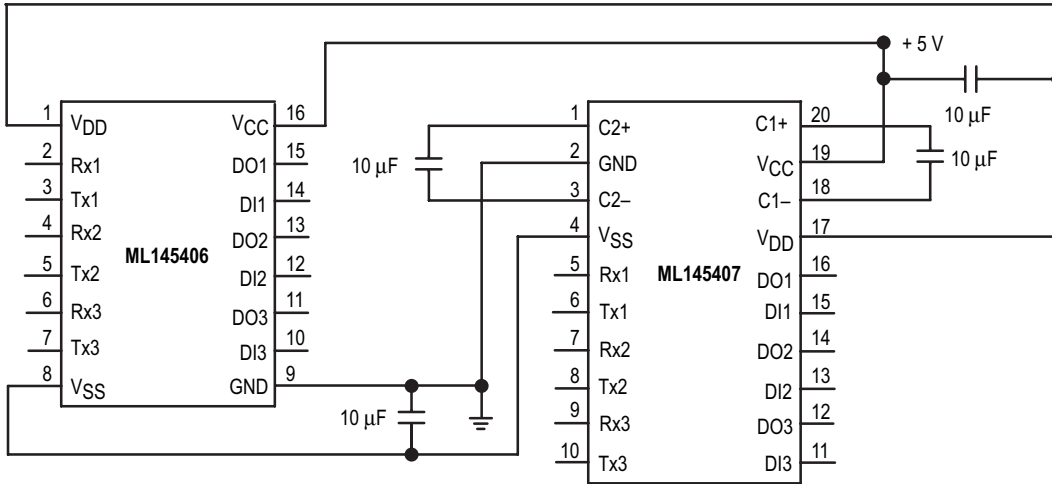 + 5 V
10 µF
ML145406
1 VDD
2 Rx1
3 Tx1
4 Rx2
5 Tx2
6 Rx3
7 Tx3
8 VSS
16 VCC
15 DO1
14 DI1
13 DO2
12 DI2
11 DO3
10 DI3
9 GND
10 µF
10 µF
ML145407
1 C2+
2 GND
3 C2–
4 VSS
5 Rx1
6 Tx1
7 Rx2
8 Tx2
9 Rx3
10 Tx3
20 C1+
19 VCC
18 C1–
17 VDD
16 DO1
15 DI1
14 DO2
13 DI2
12 DO3
11 DI3
10 µF